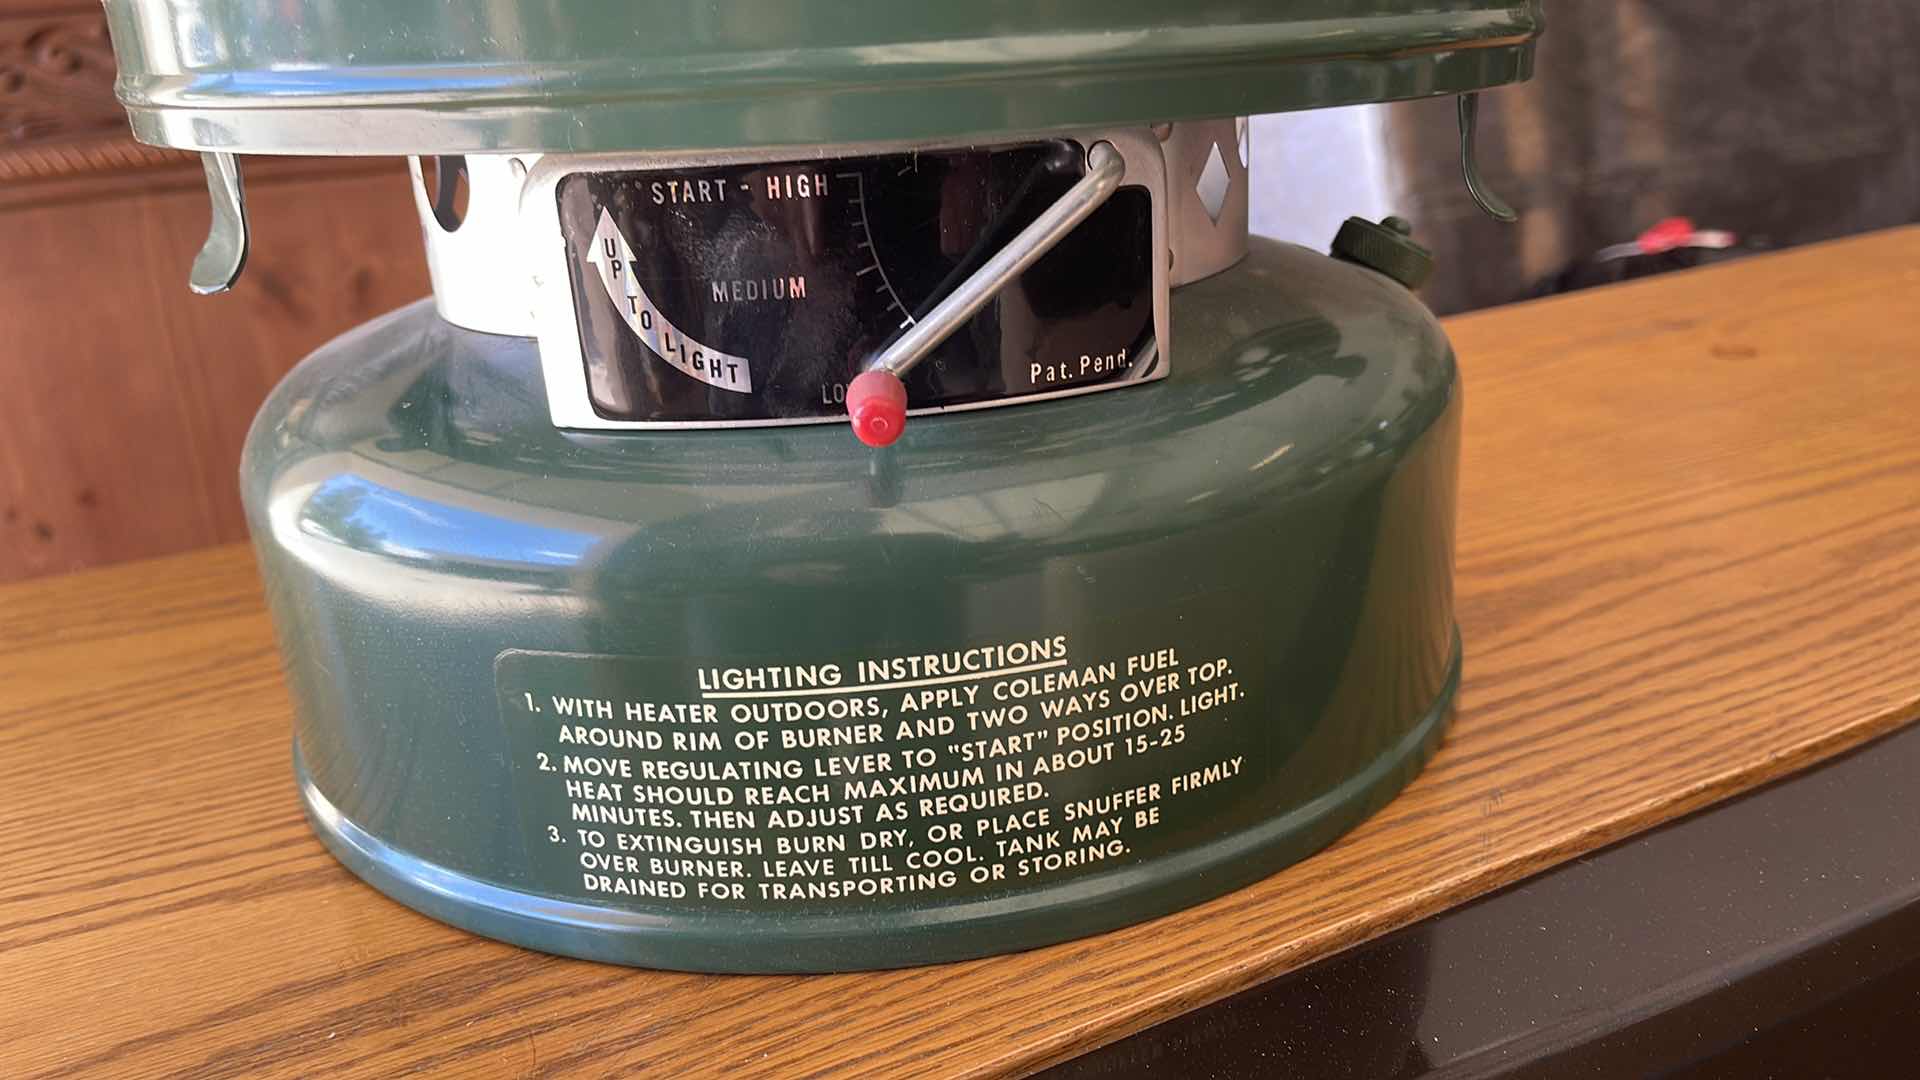 START - HIGH
UP TO LIGHT
MEDIUM
Pat. Pend.
LIGHTING INSTRUCTIONS
1. WITH HEATER OUTDOORS, APPLY COLEMAN FUEL
AROUND RIM OF BURNER AND TWO WAYS OVER TOP.
2. MOVE REGULATING LEVER TO "START" POSITION. LIGHT.
HEAT SHOULD REACH MAXIMUM IN ABOUT 15-25
MINUTES. THEN ADJUST AS REQUIRED.
3. TO EXTINGUISH BURN DRY, OR PLACE SNUFFER FIRMLY
OVER BURNER. LEAVE TILL COOL. TANK MAY BE
DRAINED FOR TRANSPORTING OR STORING.